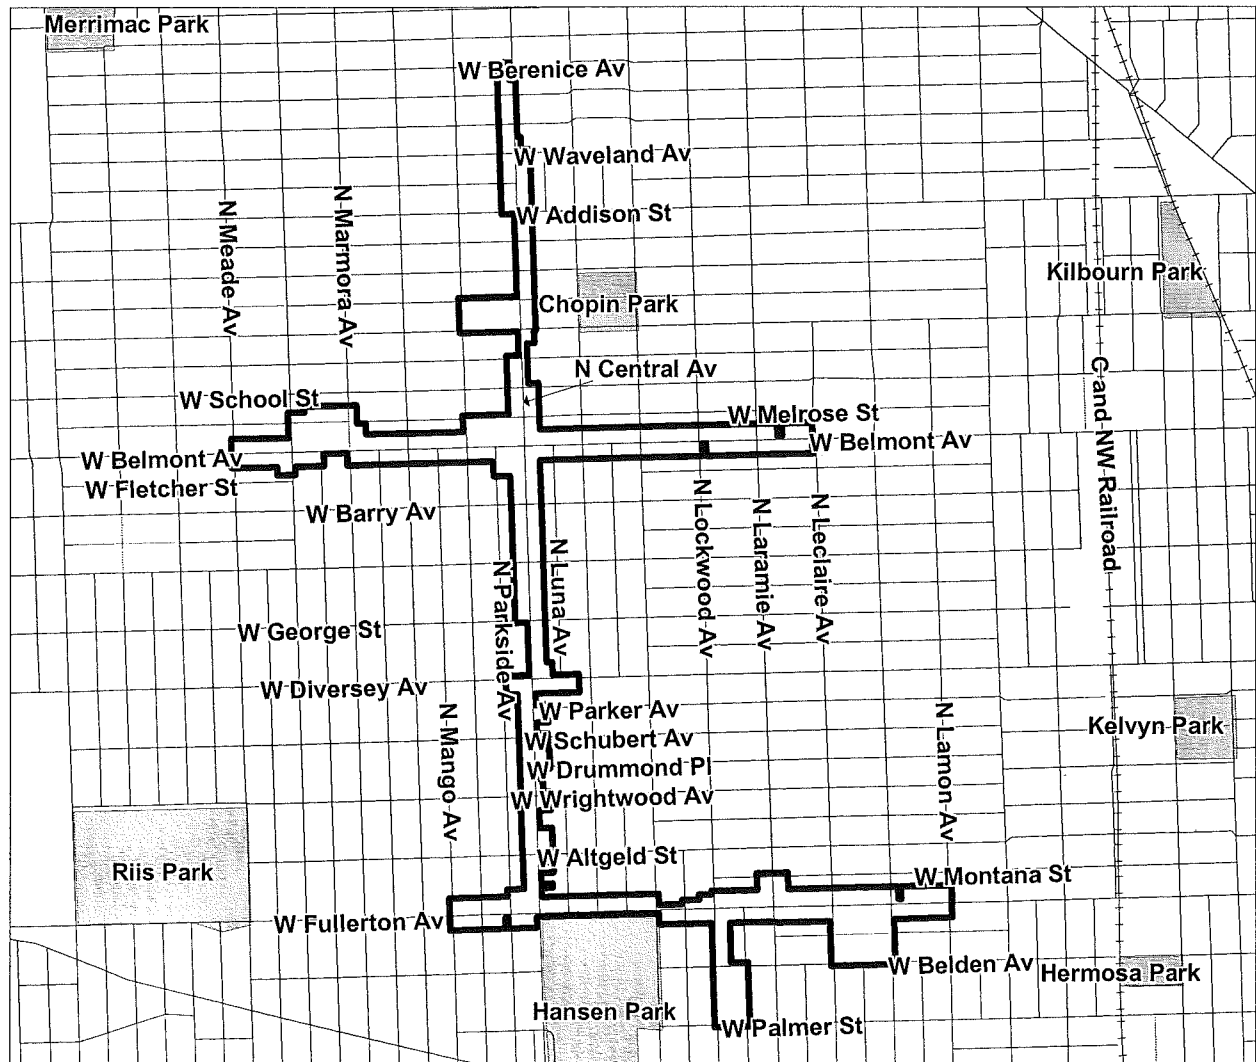 Merrimac Park
W Berenice Av
W Waveland Av
N Meade Av
N Marmora Av
W Addison St
Kilbourn Park
Chopin Park
N Central Av
C and NW Railroad
W School St
W Melrose St
W Belmont Av
W Belmont Av
W Fletcher St
W Barry Av
N Lockwood Av
N Laramie Av
N Leclaire Av
N Luna Av
N Parkside Av
W George St
W Diversey Av
N Mango Av
W Parker Av
N Lamon Av
Kelvyn Park
W Schubert Av
W Drummond Pl
W Wrightwood Av
W Altgeld St
Riis Park
W Montana St
W Fullerton Av
W Belden Av
Hermosa Park
Hansen Park
W Palmer St